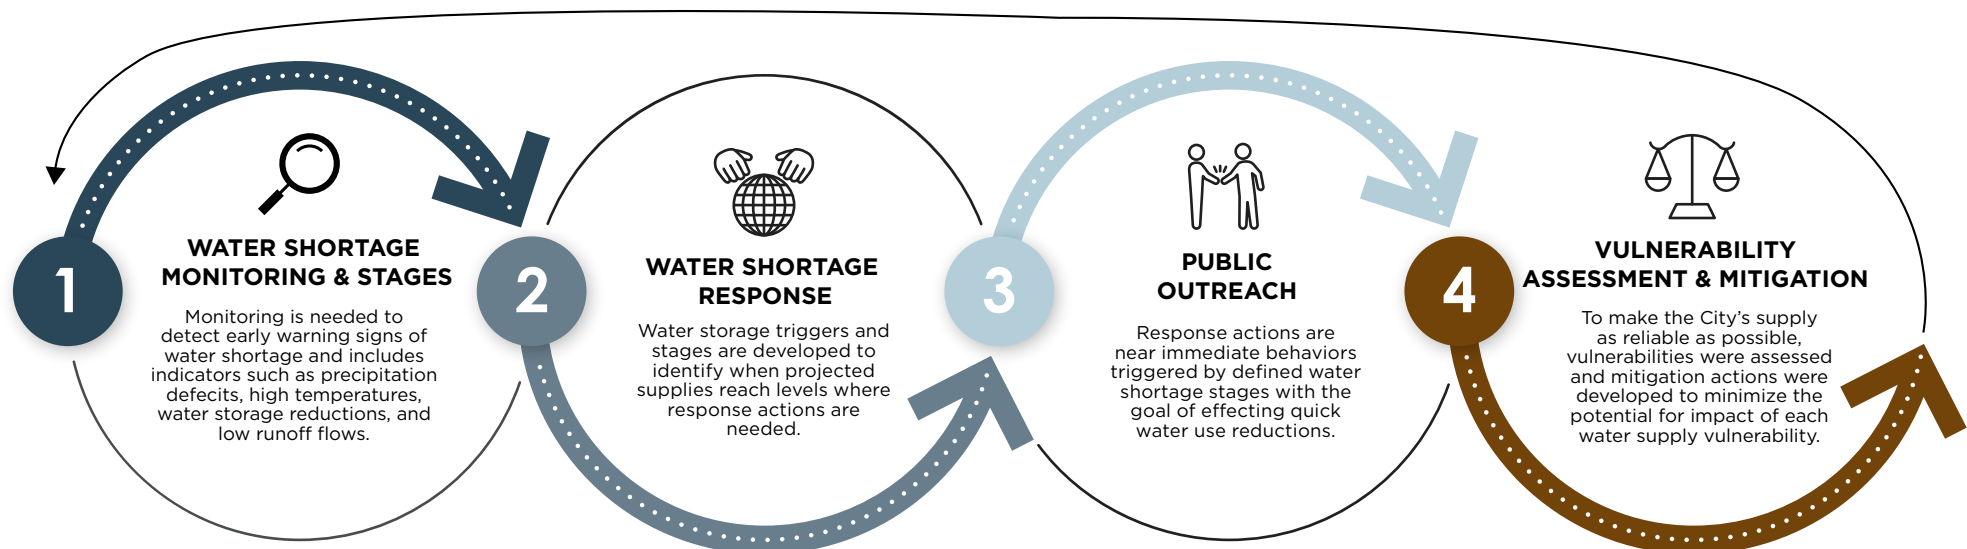 1
WATER SHORTAGE
MONITORING & STAGES
Monitoring is needed to
detect early warning signs of
water shortage and includes
indicators such as precipitation
defecits, high temperatures,
water storage reductions, and
low runoff flows.
2
WATER SHORTAGE
RESPONSE
Water storage triggers and
stages are developed to
identify when projected
supplies reach levels where
response actions are
needed.
3
PUBLIC
OUTREACH
Response actions are
near immediate behaviors
triggered by defined water
shortage stages with the
goal of effecting quick
water use reductions.
4
VULNERABILITY
ASSESSMENT & MITIGATION
To make the City’s supply
as reliable as possible,
vulnerabilities were assessed
and mitigation actions were
developed to minimize the
potential for impact of each
water supply vulnerability.